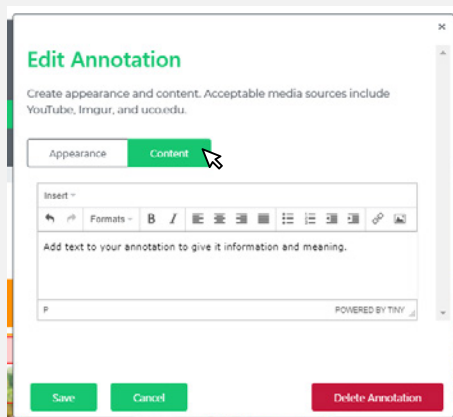 ×
Edit Annotation
Create appearance and content. Acceptable media sources include
YouTube, Imgur, and uco.edu.
Appearance Content
Insert
Formats B I
Add text to your annotation to give it information and meaning.
P POWERED BY TINY
Save Cancel Delete Annotation